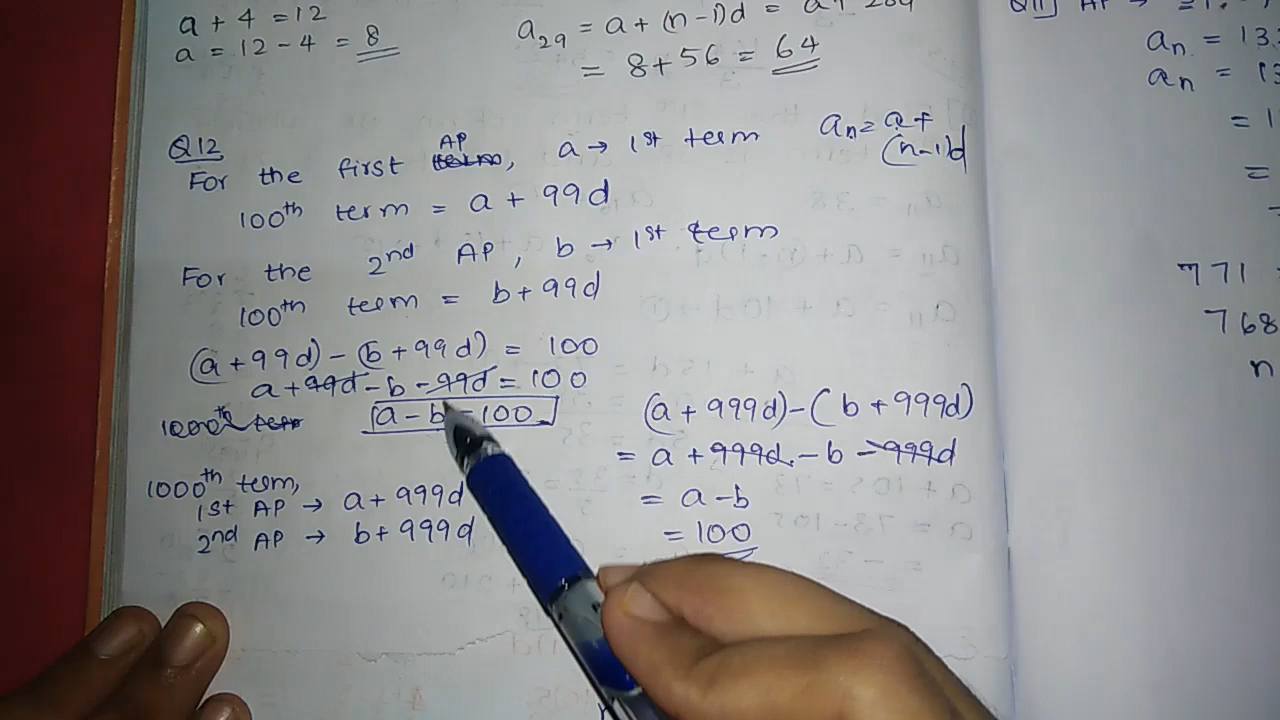 a + 4 = 12
a = 12 - 4 = 8
a29 = a + (n-1)d = a +
= 8 + 56 = 64
Q12
For the first AP, a → 1st term
an = a + (n-1)d
100th term = a + 99d
For the 2nd AP, b → 1st term
100th term = b + 99d
(a + 99d) - (b + 99d) = 100
a + 99d - b - 99d = 100
a - b = 100
1000th term,
1st AP → a + 999d
2nd AP → b + 999d
(a + 999d) - (b + 999d)
= a + 999d - b - 999d
= a - b
= 100
Q11] AP →
an = 13
an = 13
= 1
=
771
768
n